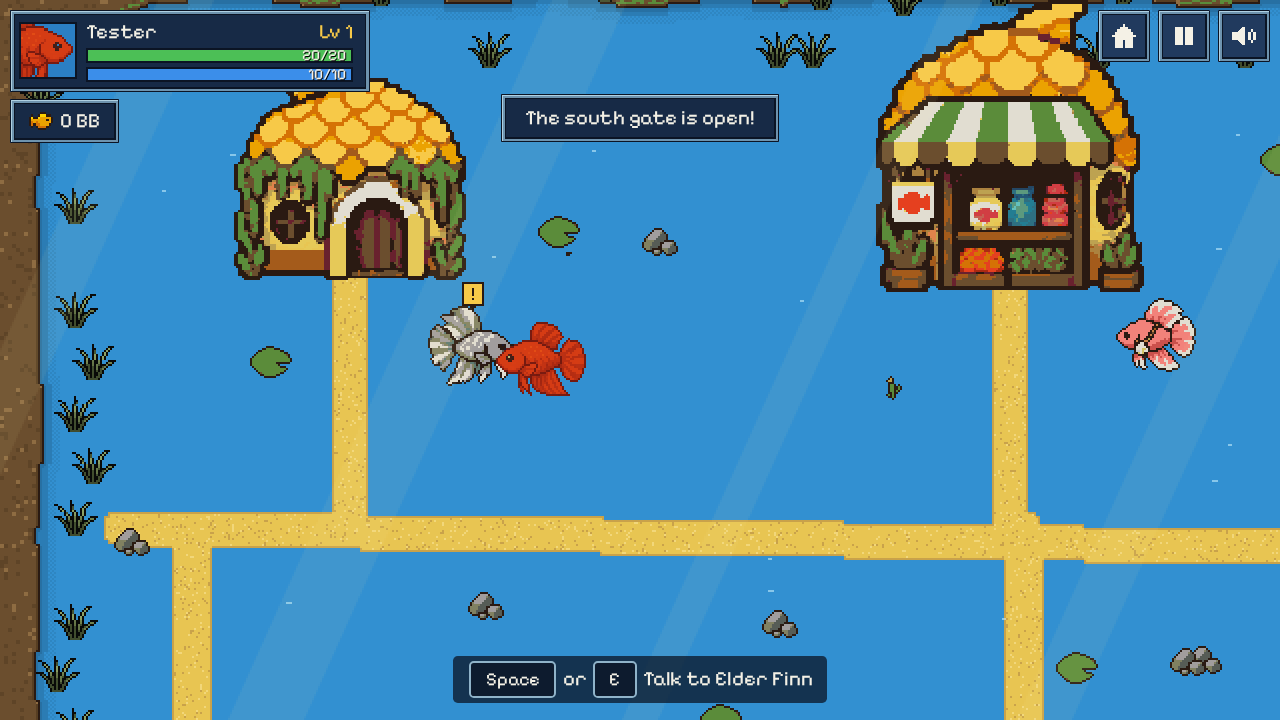 Tester Lv 1
20/20
10/10
0 BB
The south gate is open!
!
Space or E Talk to Elder Finn